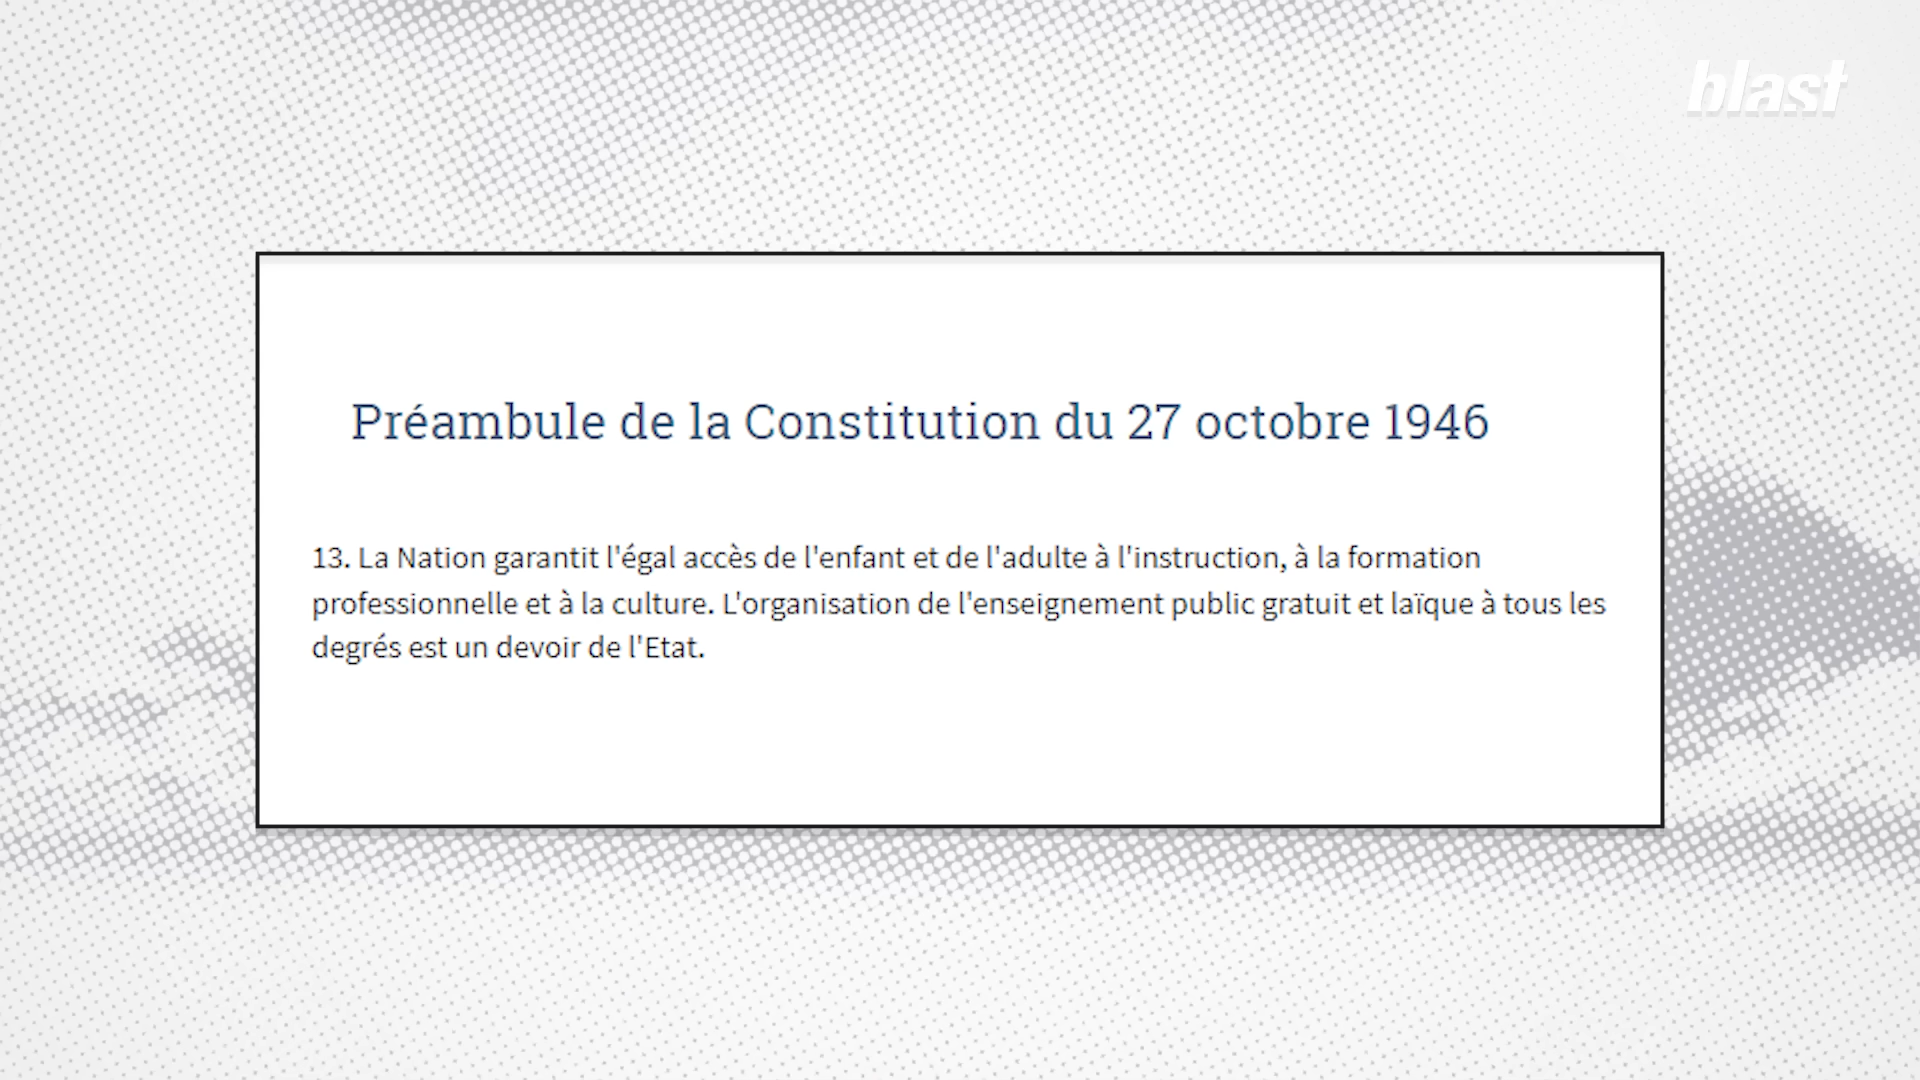 blast
Préambule de la Constitution du 27 octobre 1946
13. La Nation garantit l'égal accès de l'enfant et de l'adulte à l'instruction, à la formation
professionnelle et à la culture. L'organisation de l'enseignement public gratuit et laïque à tous les
degrés est un devoir de l'Etat.